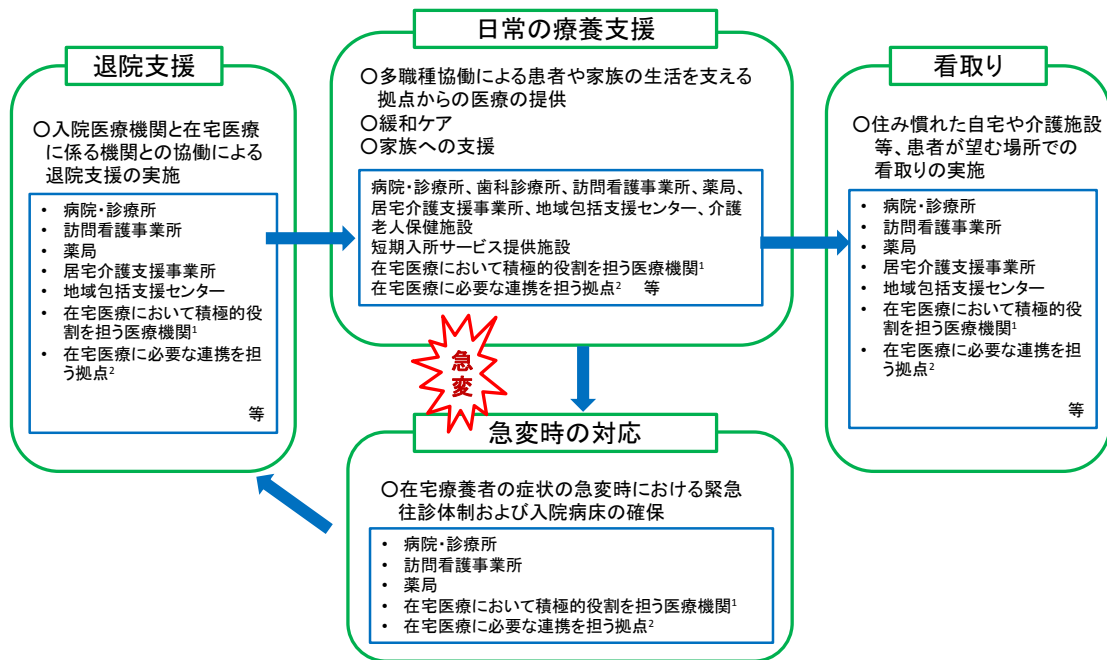 退院支援
○入院医療機関と在宅医療
に係る機関との協働による
退院支援の実施
• 病院・診療所
• 訪問看護事業所
• 薬局
• 居宅介護支援事業所
• 地域包括支援センター
• 在宅医療において積極的役
割を担う医療機関¹
• 在宅医療に必要な連携を担
う拠点²
等
日常の療養支援
○多職種協働による患者や家族の生活を支える
拠点からの医療の提供
○緩和ケア
○家族への支援
病院・診療所、歯科診療所、訪問看護事業所、薬局、
居宅介護支援事業所、地域包括支援センター、介護
老人保健施設
短期入所サービス提供施設
在宅医療において積極的役割を担う医療機関¹
在宅医療に必要な連携を担う拠点² 等
急
変
急変時の対応
○在宅療養者の症状の急変時における緊急
往診体制および入院病床の確保
• 病院・診療所
• 訪問看護事業所
• 薬局
• 在宅医療において積極的役割を担う医療機関¹
• 在宅医療に必要な連携を担う拠点²
看取り
○住み慣れた自宅や介護施設
等、患者が望む場所での
看取りの実施
• 病院・診療所
• 訪問看護事業所
• 薬局
• 居宅介護支援事業所
• 地域包括支援センター
• 在宅医療において積極的役
割を担う医療機関¹
• 在宅医療に必要な連携を担
う拠点²
等